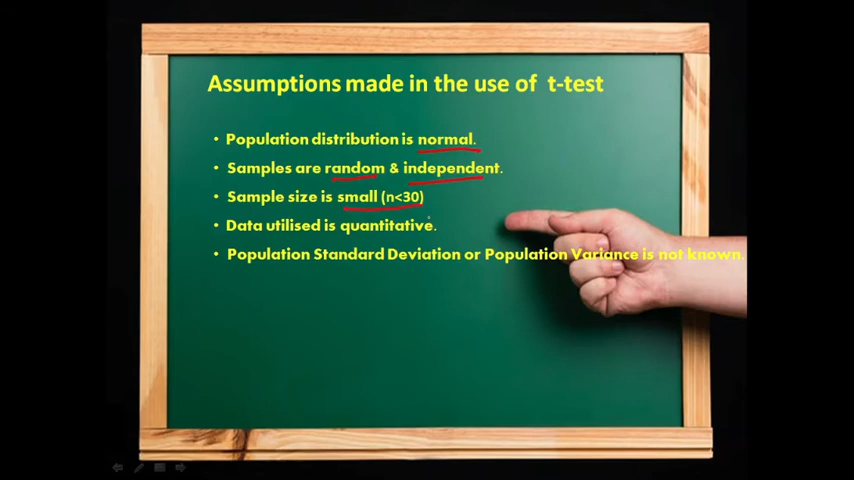 Assumptions made in the use of t-test
• Population distribution is normal.
• Samples are random & independent.
• Sample size is small (n<30)
• Data utilised is quantitative.
• Population Standard Deviation or Population Variance is not known.